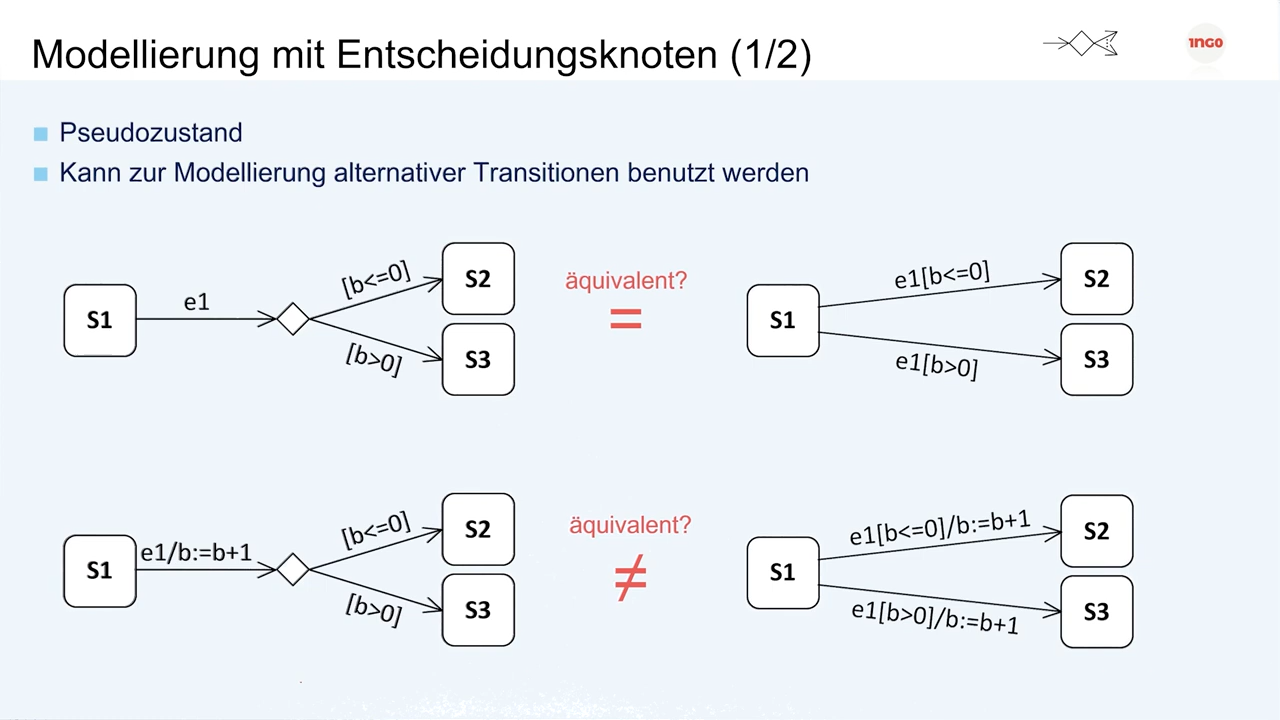 Modellierung mit Entscheidungsknoten (1/2)
1NGO
Pseudozustand
Kann zur Modellierung alternativer Transitionen benutzt werden
S1
e1
[b<=0]
[b>0]
S2
S3
äquivalent?
=
S1
e1[b<=0]
e1[b>0]
S2
S3
S1
e1/b:=b+1
[b<=0]
[b>0]
S2
S3
äquivalent?
≠
S1
e1[b<=0]/b:=b+1
e1[b>0]/b:=b+1
S2
S3